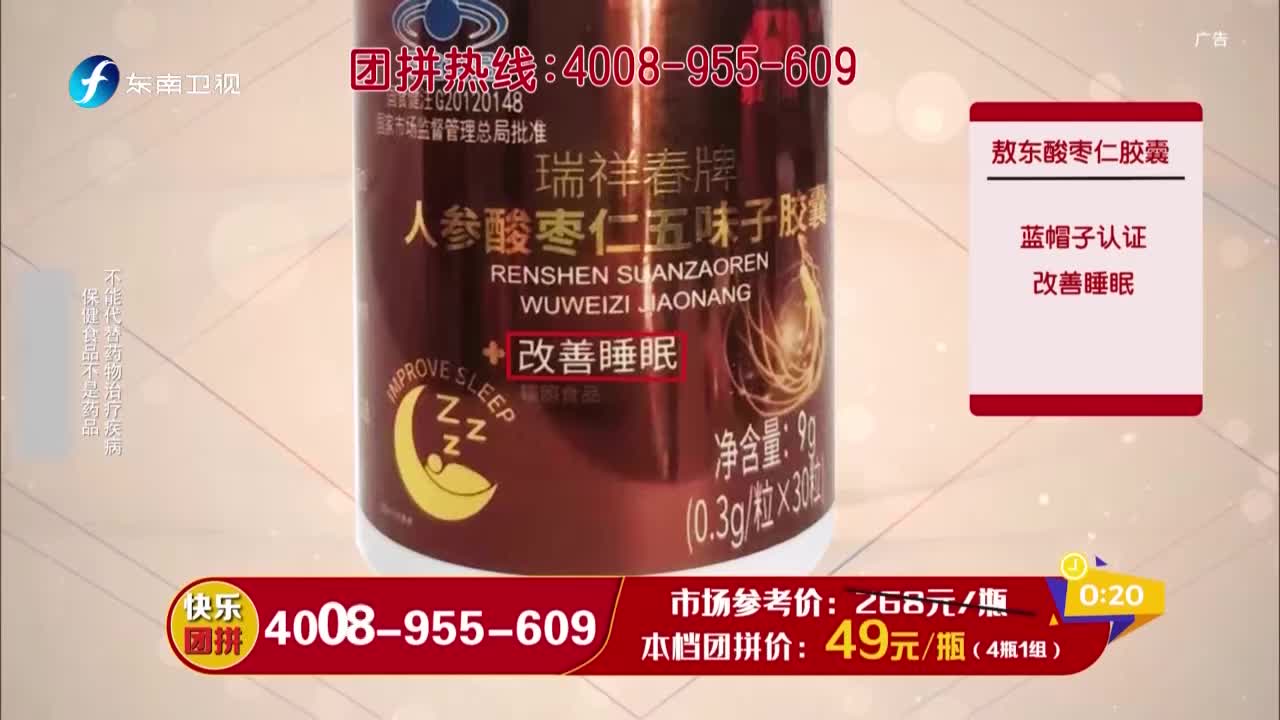 团拼热线:4008-955-609
广告
东南卫视
国食健注G20120148
国家市场监督管理总局批准
瑞祥春牌
人参酸枣仁五味子胶囊
RENSHEN SUANZAOREN
WUWEIZI JIAONANG
改善睡眠
IMPROVE SLEEP
Z
Z
Z
保健食品
净含量：9g
(0.3g/粒×30粒)
敖东酸枣仁胶囊
蓝帽子认证
改善睡眠
保健食品不是药品
不能代替药物治疗疾病
快乐
团拼
4008-955-609
市场参考价：268元/瓶
本档团拼价：49元/瓶（4瓶1组）
0:20